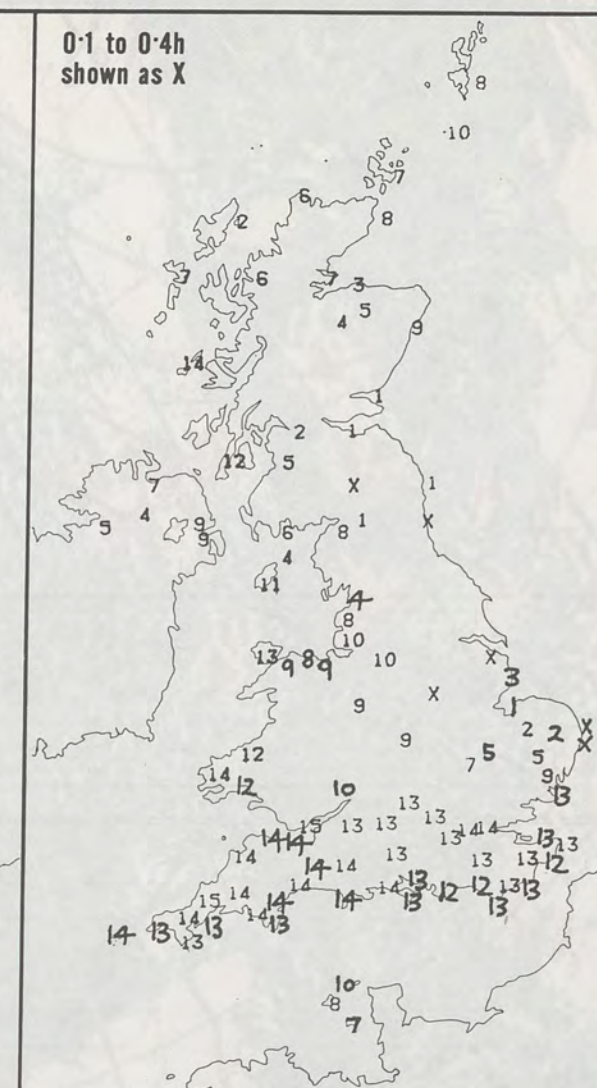 0·1 to 0·4h
shown as X
8
10
7
6
2 8
7 6 7 3
5
4 9
14
1
2 1
12 5
7 X 1
4 1 X
5 9 9 6 8
4
11
4
8
10
13 9 8 9 10 X
3
9 X 1
2 2 X
9 5 5 X
12 7
14 9
12 10 13
13
15 13 13 13 14 14
14 14 13 13 13
14 13 13 12
14 14 13
14 14 14 13 12 12 13 13
15 14 14 13 13
14 14 13
14 13 13
13
10
8
7